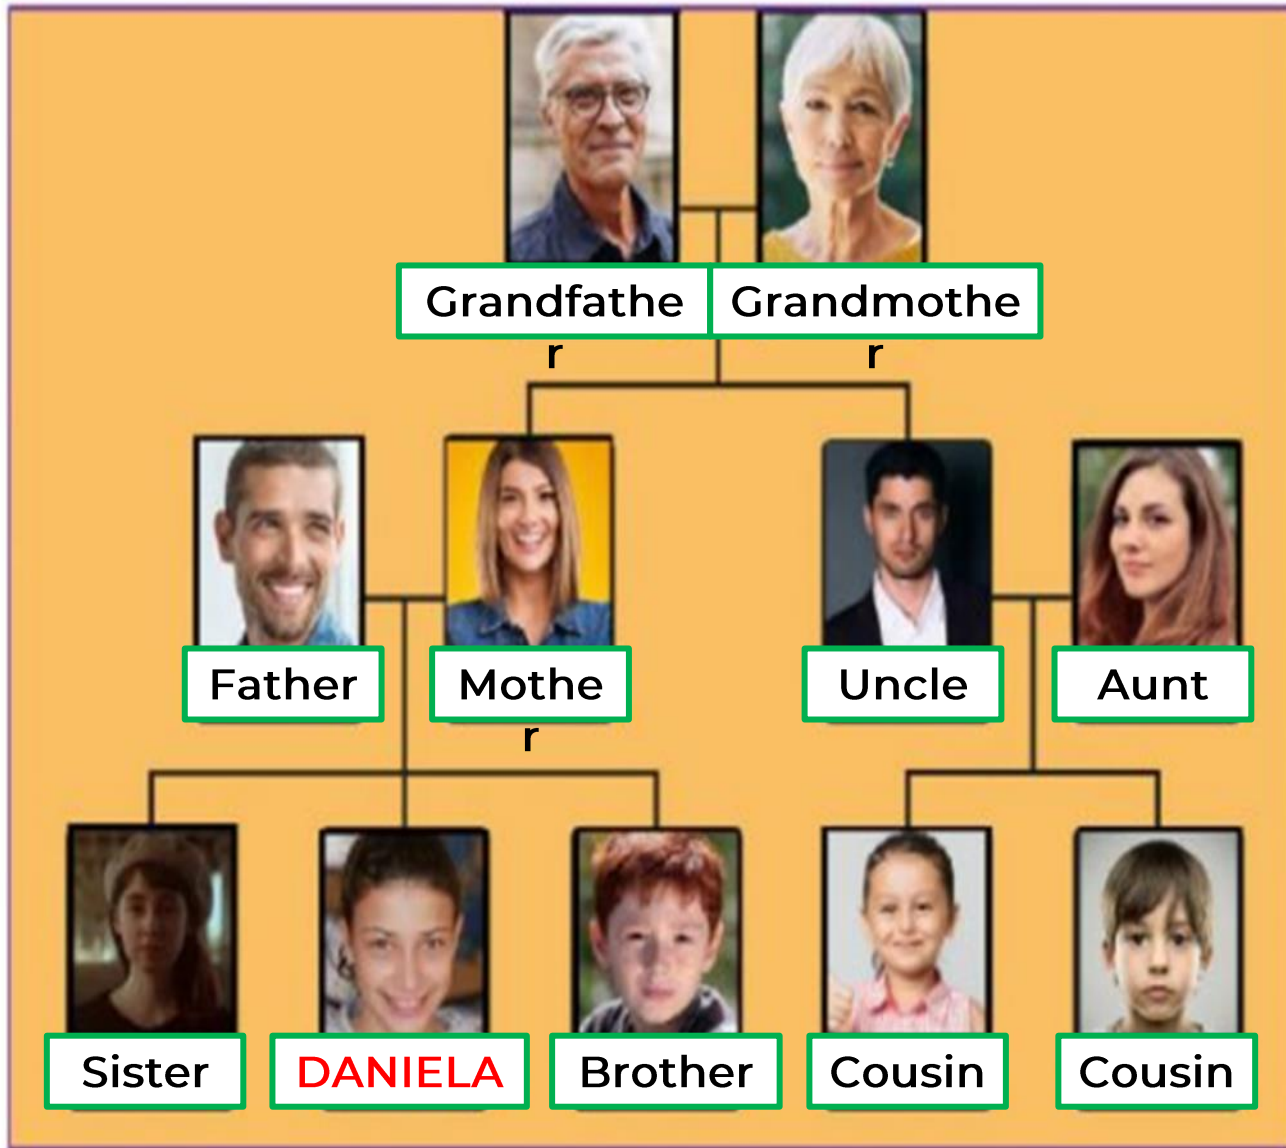 Grandfathe
r
Grandmothe
r
Father
Mothe
r
Uncle
Aunt
Sister
DANIELA
Brother
Cousin
Cousin